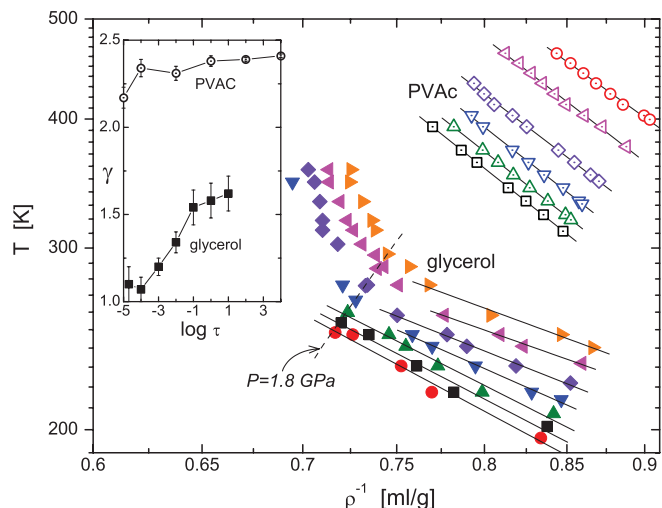 500
400
300
200
T [K]
2.5
2.0
1.5
1.0
γ
PVAC
glycerol
-5 -3 -1 1 3
log τ
PVAc
glycerol
P=1.8 GPa
0.6 0.65 0.7 0.75 0.8 0.85 0.9
ρ⁻¹ [ml/g]